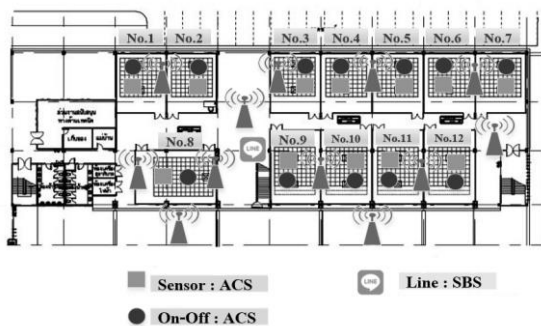 No.1 No.2 No.3 No.4 No.5 No.6 No.7
No.8 No.9 No.10 No.11 No.12
LINE
Sensor : ACS
LINE
Line : SBS
On-Off : ACS